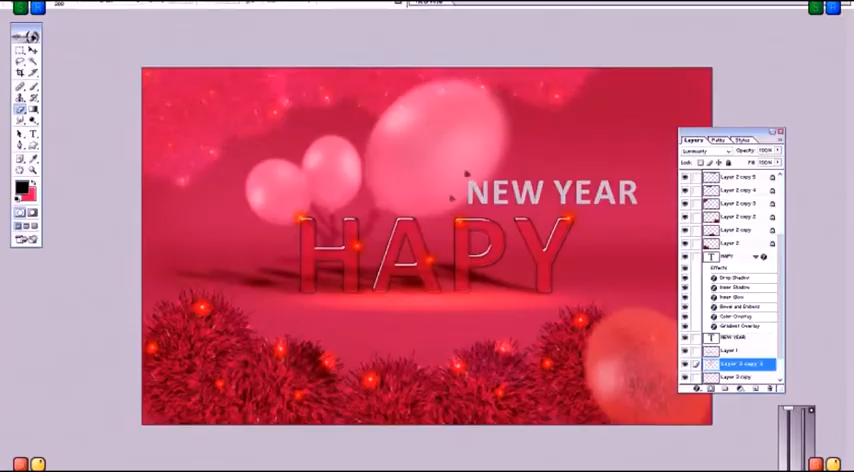 NEW YEAR
HAPY
Layers Paths Styles
Luminosity Opacity: 100%
Lock: Fill: 100%
Layer 2 copy 5
Layer 2 copy 4
Layer 2 copy 3
Layer 2 copy 2
Layer 2 copy
Layer 2
T HAPY
Effects
Drop Shadow
Inner Shadow
Inner Glow
Bevel and Emboss
Color Overlay
Gradient Overlay
T NEW YEAR
Layer 1
Layer 3 copy